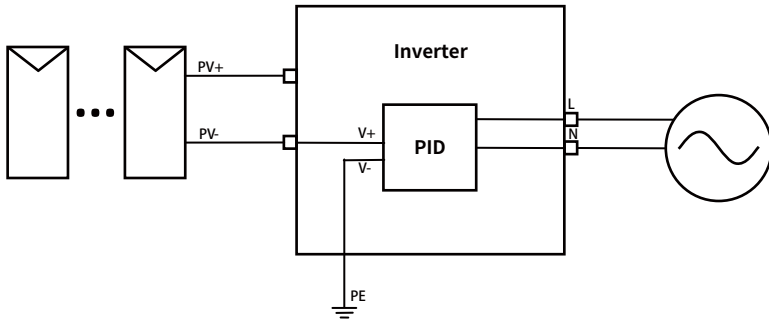 Inverter
PV+
L
PV-
V+
N
PID
V-
PE